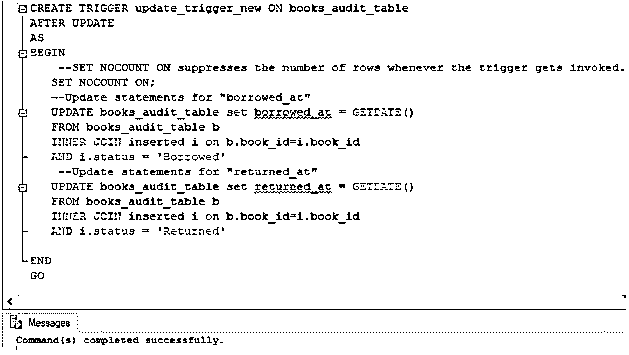 CREATE TRIGGER update_trigger_new ON books_audit_table
AFTER UPDATE
AS
BEGIN
--SET NOCOUNT ON suppresses the number of rows whenever the trigger gets invoked.
SET NOCOUNT ON;
--Update statements for "borrowed_at"
UPDATE books_audit_table set borrowed_at = GETDATE()
FROM books_audit_table b
INNER JOIN inserted i on b.book_id=i.book_id
AND i.status = 'Borrowed'
--Update statements for "returned_at"
UPDATE books_audit_table set returned_at = GETDATE()
FROM books_audit_table b
INNER JOIN inserted i on b.book_id=i.book_id
AND i.status = 'Returned'
END
GO
Messages
Command(s) completed successfully.